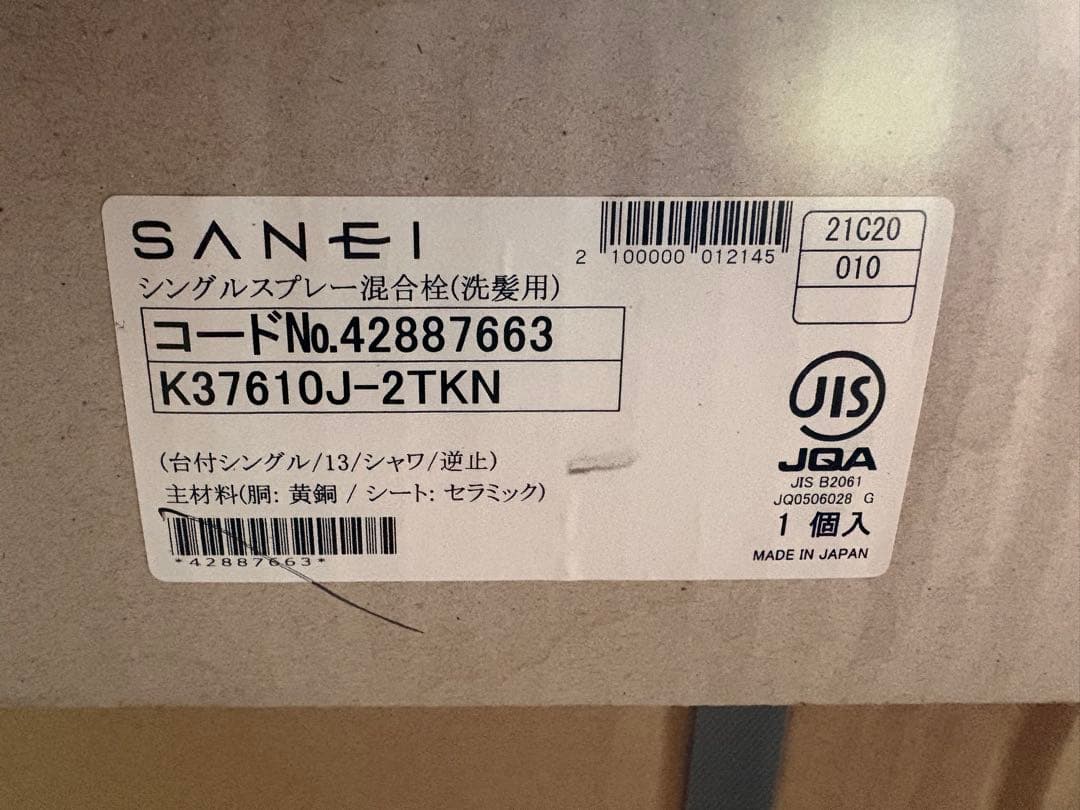 SANEI
2 100000 012145
21C20
010
シングルスプレー混合栓(洗髪用)
コードNo.42887663
K37610J-2TKN
JIS
JQA
JIS B2061
JQ0506028 G
(台付シングル/13/シャワ/逆止)
主材料(胴: 黄銅 / シート: セラミック)
*42887663*
1 個入
MADE IN JAPAN